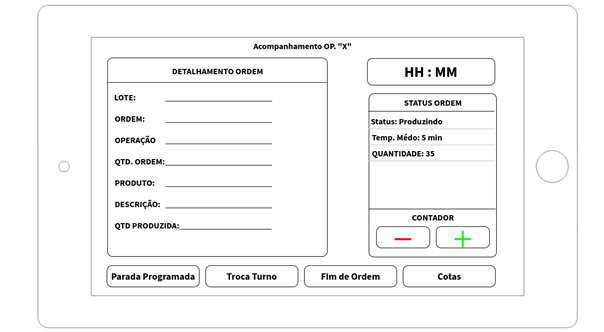 Acompanhamento OP. "X"
DETALHAMENTO ORDEM
LOTE:
ORDEM:
OPERAÇÃO
QTD. ORDEM:
PRODUTO:
DESCRIÇÃO:
QTD PRODUZIDA:
HH : MM
STATUS ORDEM
Status: Produzindo
Temp. Médo: 5 min
QUANTIDADE: 35
CONTADOR
Parada Programada
Troca Turno
Fim de Ordem
Cotas